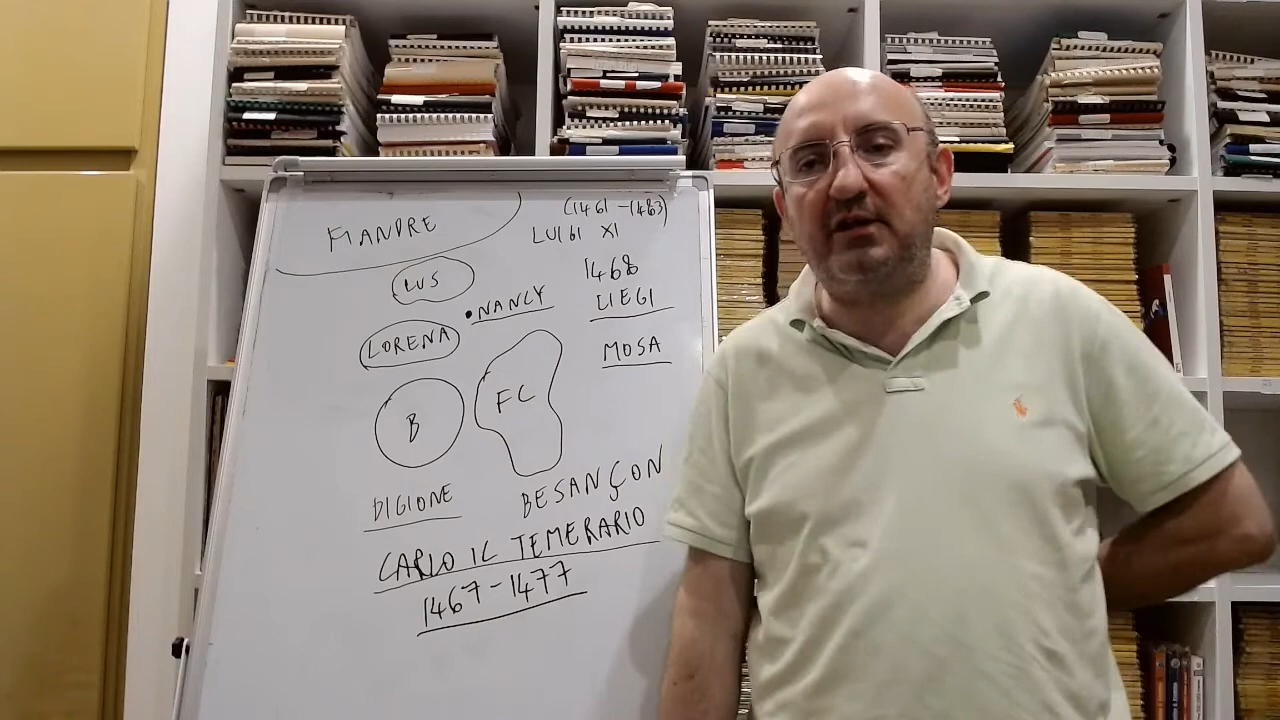 FIANDRE
(1461-1483)
LUIGI XI
LUS
1468
LIEGI
• NANCY
LORENA
MOSA
FC
B
DIGIONE
BESANÇON
CARLO IL TEMERARIO
1467-1477